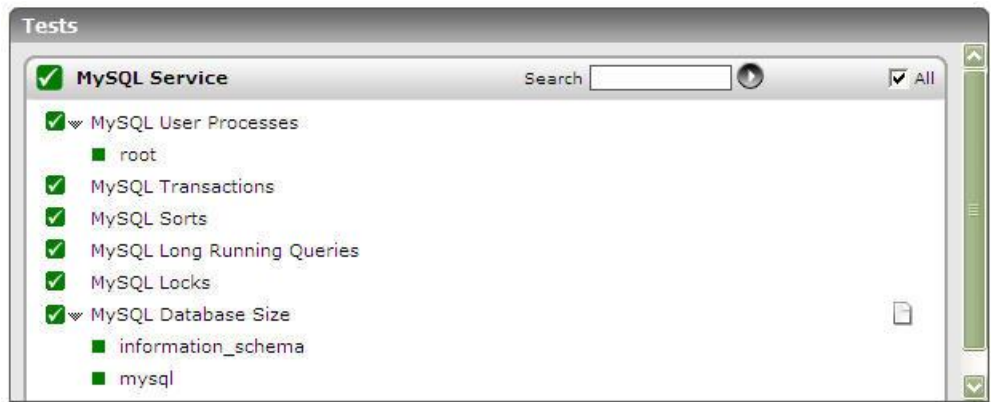 Tests
MySQL Service Search All
MySQL User Processes
root
MySQL Transactions
MySQL Sorts
MySQL Long Running Queries
MySQL Locks
MySQL Database Size
information_schema
mysql